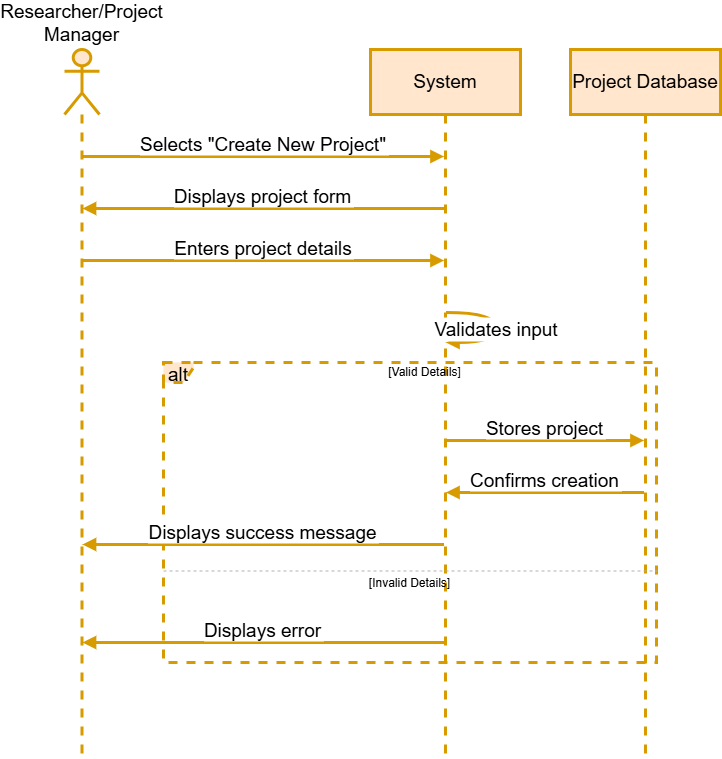 Researcher/Project
Manager
System
Project Database
Selects "Create New Project"
Displays project form
Enters project details
Validates input
alt
[Valid Details]
Stores project
Confirms creation
Displays success message
[Invalid Details]
Displays error